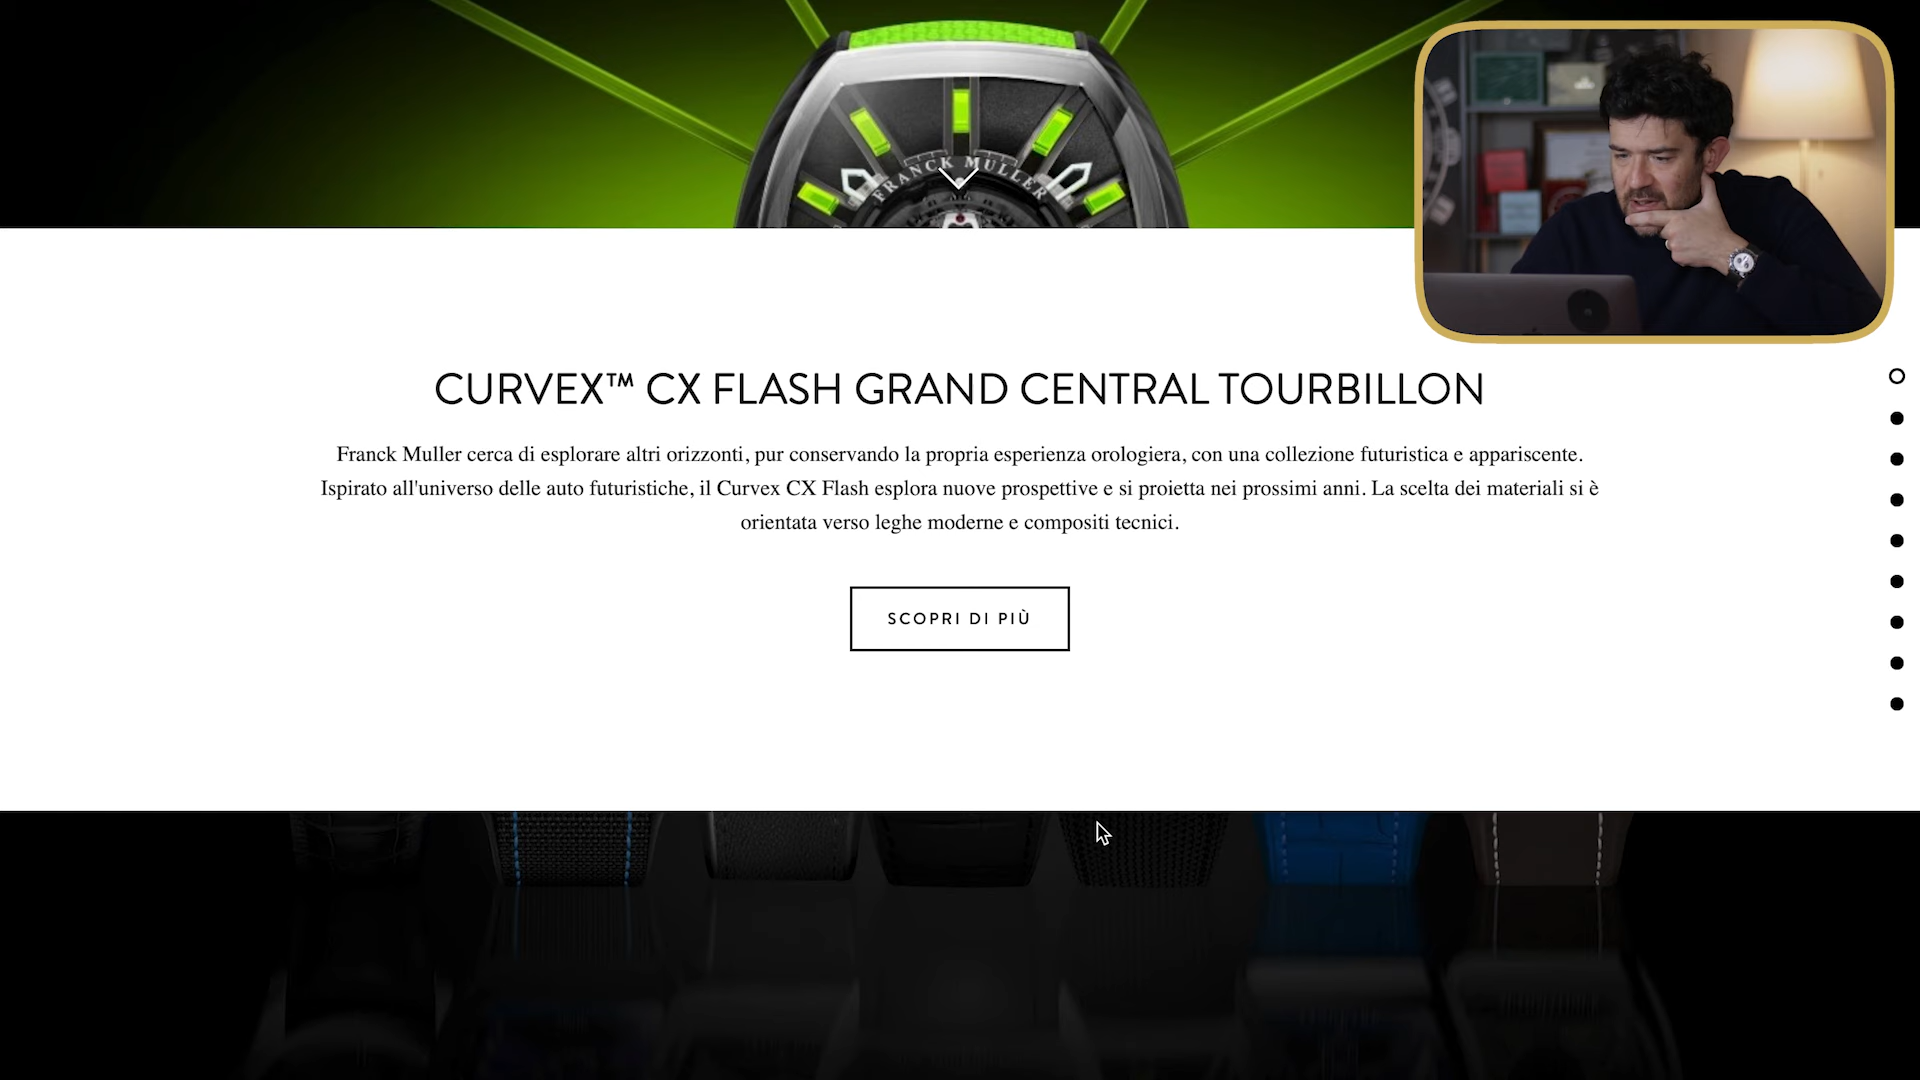 FRANCK MULLER
CURVEX™ CX FLASH GRAND CENTRAL TOURBILLON
Franck Muller cerca di esplorare altri orizzonti, pur conservando la propria esperienza orologiera, con una collezione futuristica e appariscente.
Ispirato all'universo delle auto futuristiche, il Curvex CX Flash esplora nuove prospettive e si proietta nei prossimi anni. La scelta dei materiali si è
orientata verso leghe moderne e compositi tecnici.
SCOPRI DI PIÙ